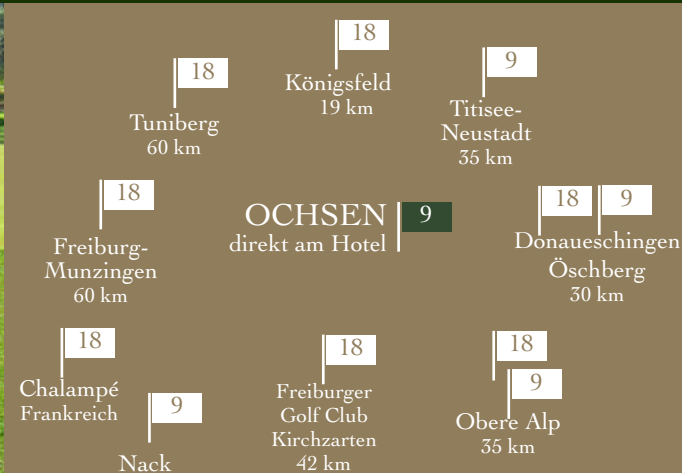 18
Königsfeld
19 km
18
Tuniberg
60 km
9
Titisee-
Neustadt
35 km
18
Freiburg-
Munzingen
60 km
OCHSEN
direkt am Hotel
9
18
9
Donaueschingen
Öschberg
30 km
18
Chalampé
Frankreich
9
Nack
18
Freiburger
Golf Club
Kirchzarten
42 km
18
9
Obere Alp
35 km